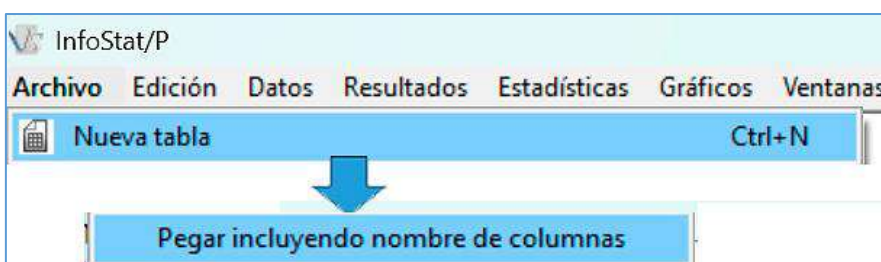 InfoStat/P
Archivo Edición Datos Resultados Estadísticas Gráficos Ventanas
Nueva tabla Ctrl+N
Pegar incluyendo nombre de columnas